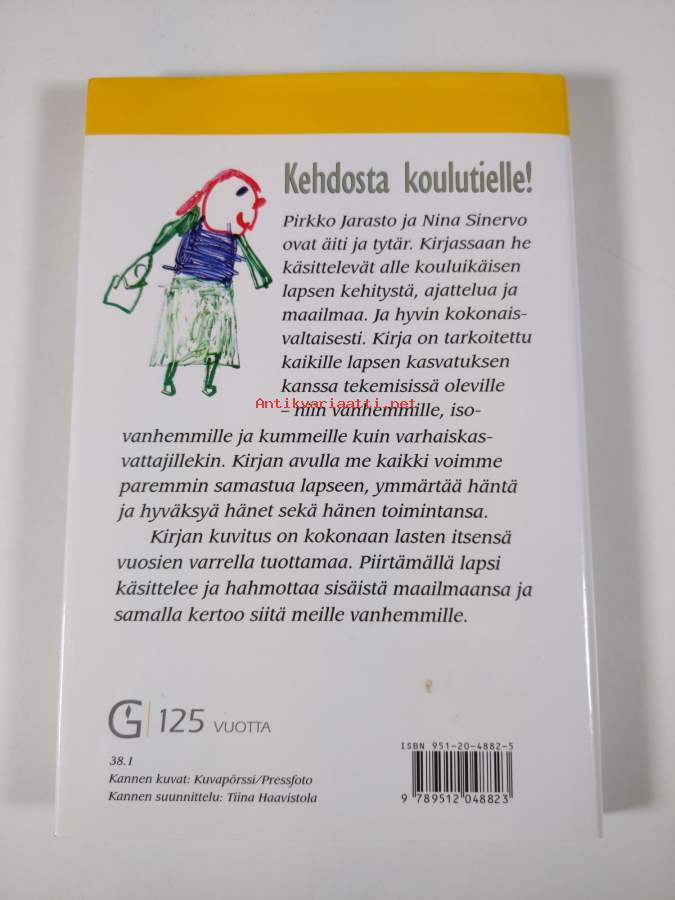 Kehdosta koulutielle!
Pirkko Jarasto ja Nina Sinervo
ovat äiti ja tytär. Kirjassaan he
käsittelevät alle kouluikäisen
lapsen kehitystä, ajattelua ja
maailmaa. Ja hyvin kokonais-
valtaisesti. Kirja on tarkoitettu
kaikille lapsen kasvatuksen
kanssa tekemisissä oleville
Antikvariaatti.net
– niin vanhemmille, iso-
vanhemmille ja kummeille kuin varhaiskas-
vattajillekin. Kirjan avulla me kaikki voimme
paremmin samastua lapseen, ymmärtää häntä
ja hyväksyä hänet sekä hänen toimintansa.
Kirjan kuvitus on kokonaan lasten itsensä
vuosien varrella tuottamaa. Piirtämällä lapsi
käsittelee ja hahmottaa sisäistä maailmaansa ja
samalla kertoo siitä meille vanhemmille.
G 125 VUOTTA
38.1
Kannen kuvat: Kuvapörssi/Pressfoto
Kannen suunnittelu: Tiina Haavistola
ISBN 951-20-4882-5
9 789512 048823